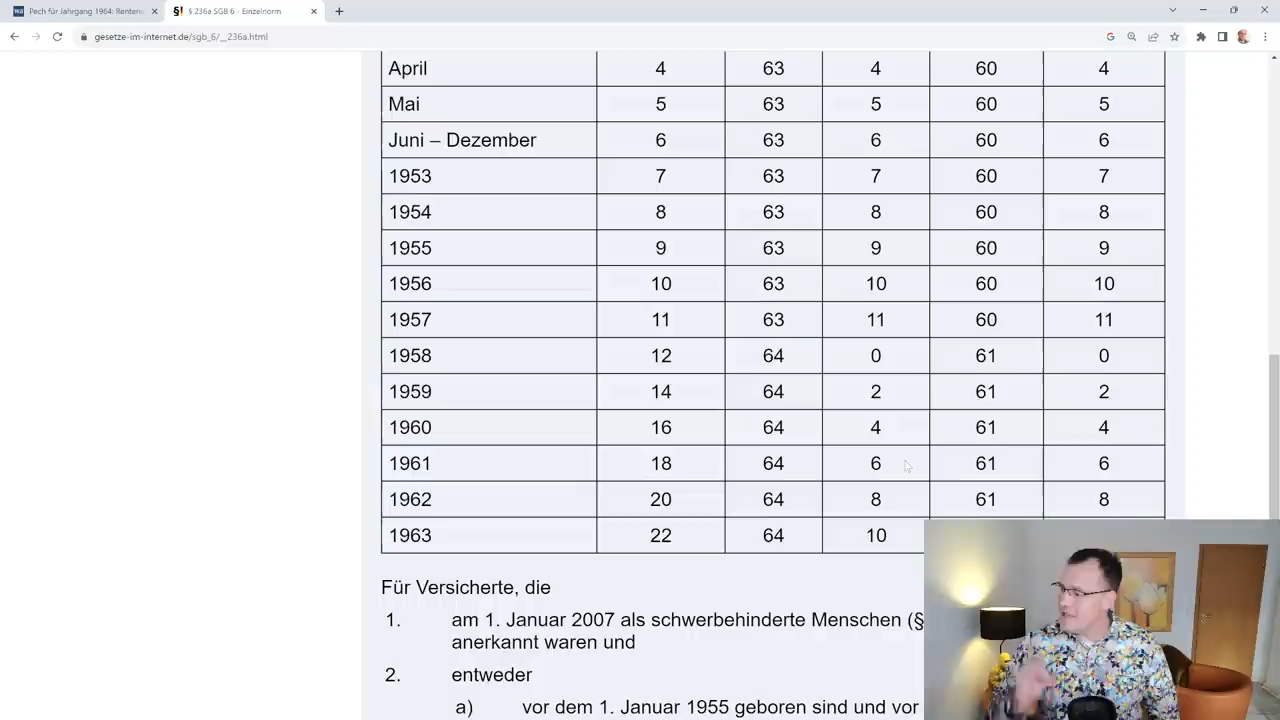 Pech für Jahrgang 1964: Renten
§ 236a SGB 6 - Einzelnorm
gesetze-im-internet.de/sgb_6/__236a.html
April 4 63 4 60 4
Mai 5 63 5 60 5
Juni – Dezember 6 63 6 60 6
1953 7 63 7 60 7
1954 8 63 8 60 8
1955 9 63 9 60 9
1956 10 63 10 60 10
1957 11 63 11 60 11
1958 12 64 0 61 0
1959 14 64 2 61 2
1960 16 64 4 61 4
1961 18 64 6 61 6
1962 20 64 8 61 8
1963 22 64 10
Für Versicherte, die
1. am 1. Januar 2007 als schwerbehinderte Menschen (§
anerkannt waren und
2. entweder
a) vor dem 1. Januar 1955 geboren sind und vor